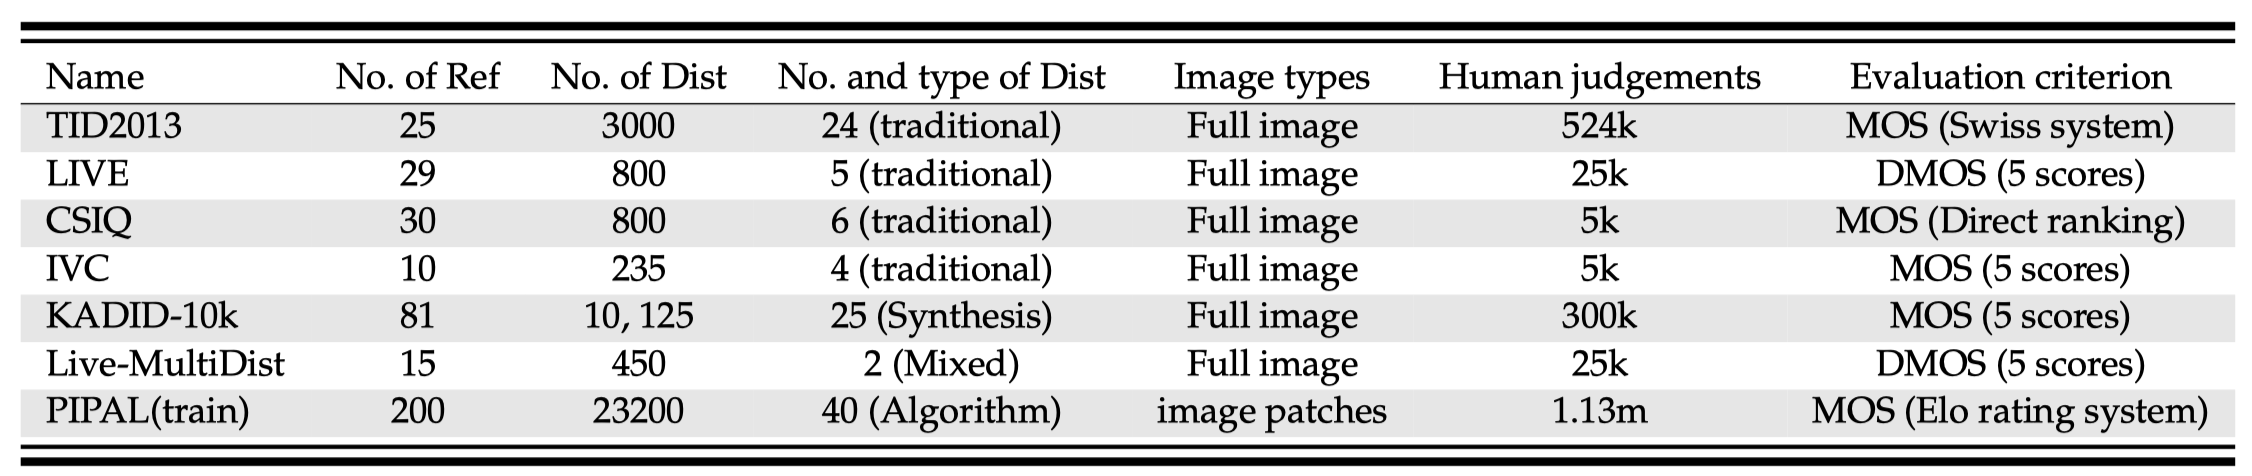 Name No. of Ref No. of Dist No. and type of Dist Image types Human judgements Evaluation criterion
TID2013 25 3000 24 (traditional) Full image 524k MOS (Swiss system)
LIVE 29 800 5 (traditional) Full image 25k DMOS (5 scores)
CSIQ 30 800 6 (traditional) Full image 5k MOS (Direct ranking)
IVC 10 235 4 (traditional) Full image 5k MOS (5 scores)
KADID-10k 81 10, 125 25 (Synthesis) Full image 300k MOS (5 scores)
Live-MultiDist 15 450 2 (Mixed) Full image 25k DMOS (5 scores)
PIPAL(train) 200 23200 40 (Algorithm) image patches 1.13m MOS (Elo rating system)